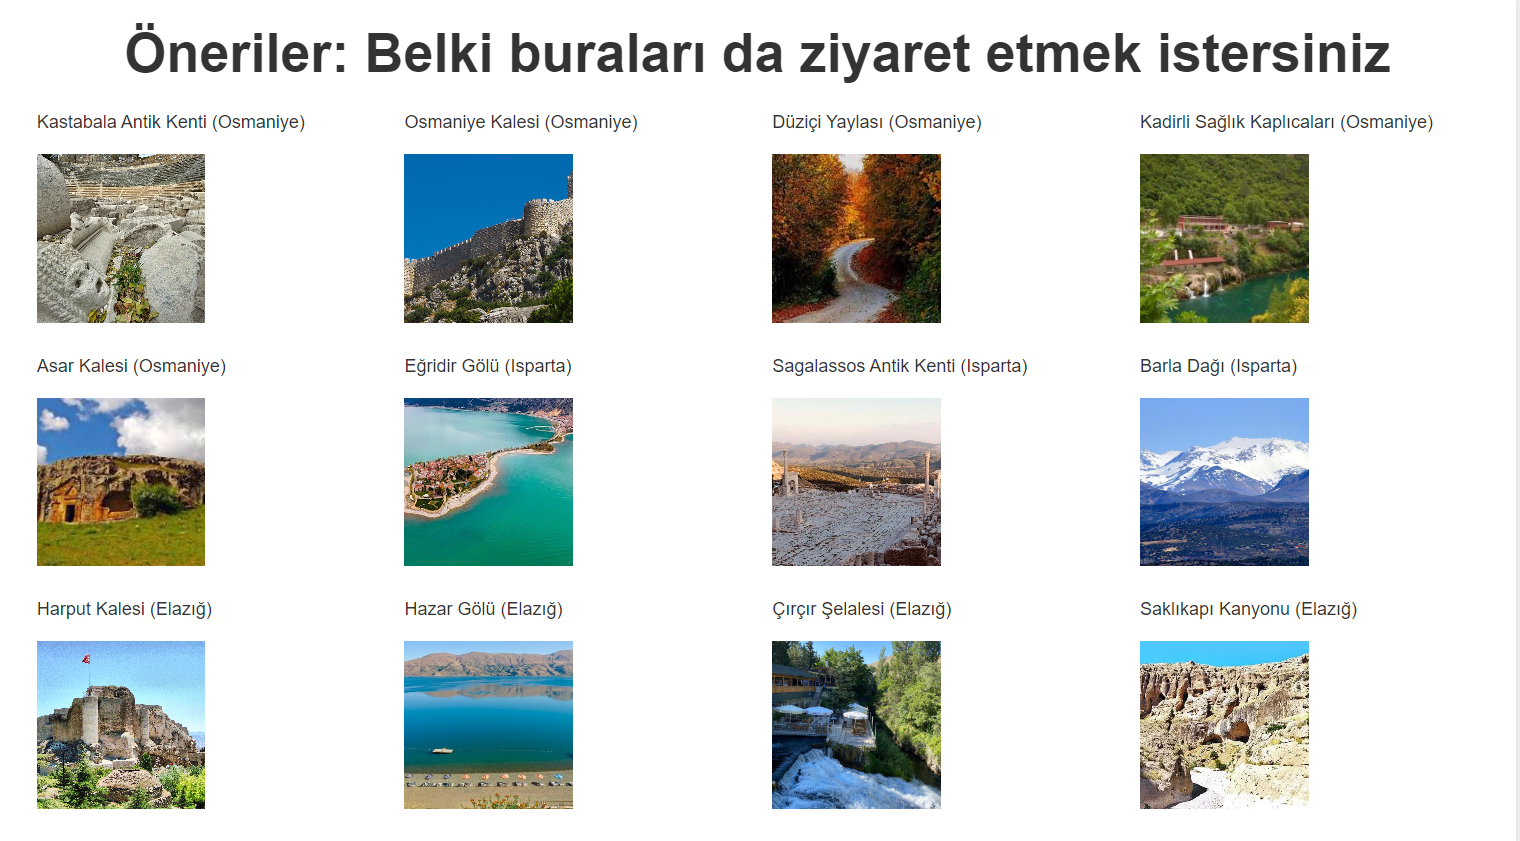 Öneriler: Belki buraları da ziyaret etmek istersiniz
Kastabala Antik Kenti (Osmaniye)
Osmaniye Kalesi (Osmaniye)
Düziçi Yaylası (Osmaniye)
Kadirli Sağlık Kaplıcaları (Osmaniye)
Asar Kalesi (Osmaniye)
Eğridir Gölü (Isparta)
Sagalassos Antik Kenti (Isparta)
Barla Dağı (Isparta)
Harput Kalesi (Elazığ)
Hazar Gölü (Elazığ)
Çırçır Şelalesi (Elazığ)
Saklıkapı Kanyonu (Elazığ)